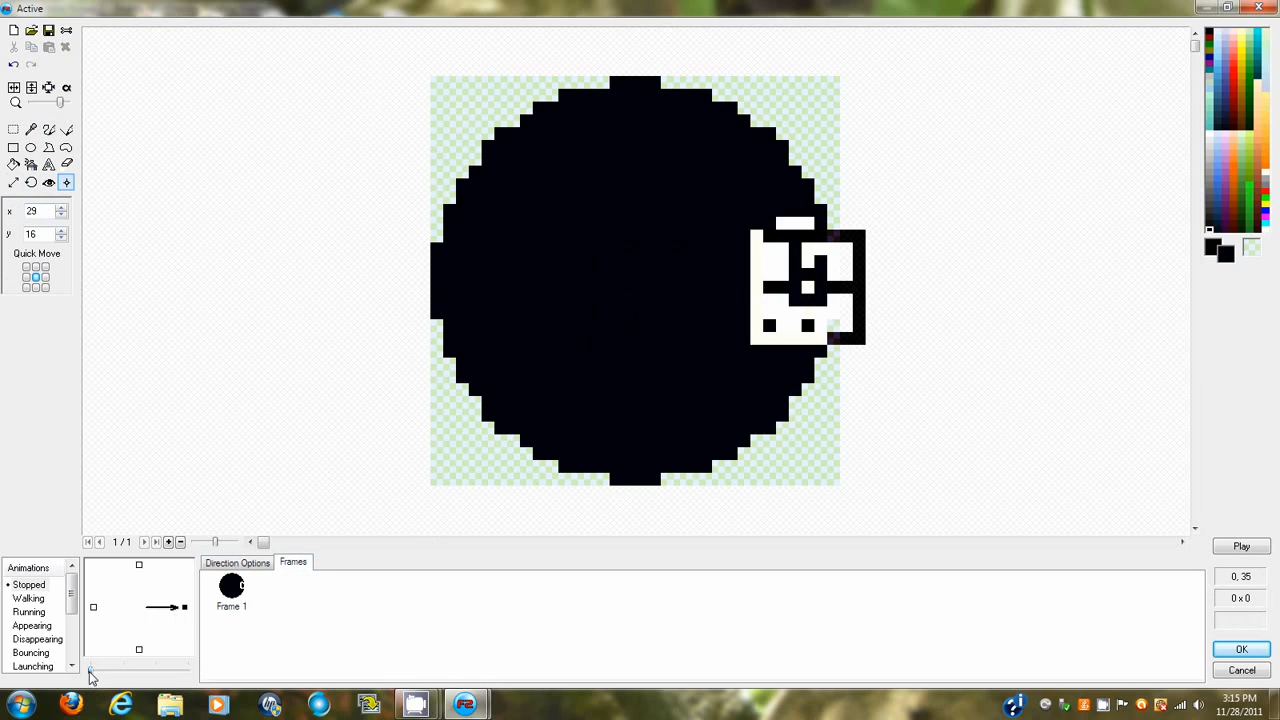 Active
x 29
y 16
Quick Move
1 / 1
Animations
Stopped
Walking
Running
Appearing
Disappearing
Bouncing
Launching
Direction Options
Frames
Frame 1
Play
0, 35
0 x 0
OK
Cancel
3:15 PM
11/28/2011